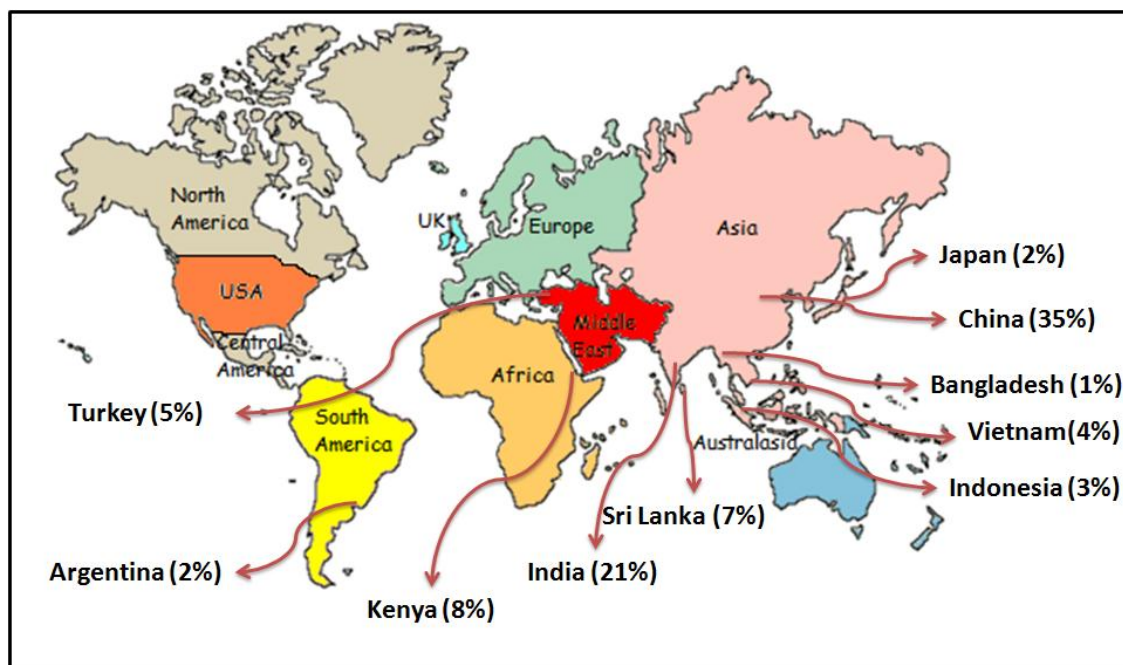 North
America
UK
Europe
Asia
Japan (2%)
USA
China (35%)
Middle
East
Central
America
Africa
Bangladesh (1%)
Turkey (5%)
South
America
Vietnam(4%)
Australasia
Indonesia (3%)
Sri Lanka (7%)
Argentina (2%)
India (21%)
Kenya (8%)